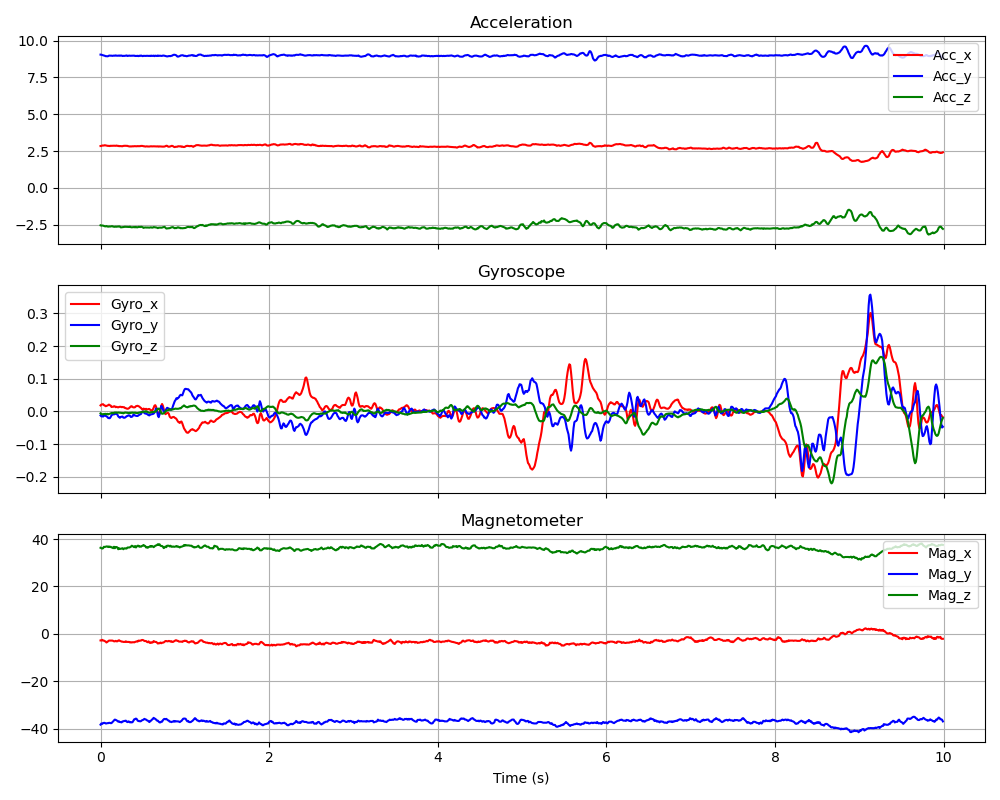 Acceleration
10.0
7.5
5.0
2.5
0.0
−2.5
Acc_x
Acc_y
Acc_z
Gyroscope
0.3
0.2
0.1
0.0
−0.1
−0.2
Gyro_x
Gyro_y
Gyro_z
Magnetometer
40
20
0
−20
−40
Mag_x
Mag_y
Mag_z
0 2 4 6 8 10
Time (s)